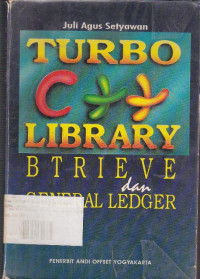 Juli Agus Setyawan
TURBO
C++
LIBRARY
BTRIEVE
dan
GENERAL LEDGER
PENERBIT ANDI OFFSET YOGYAKARTA